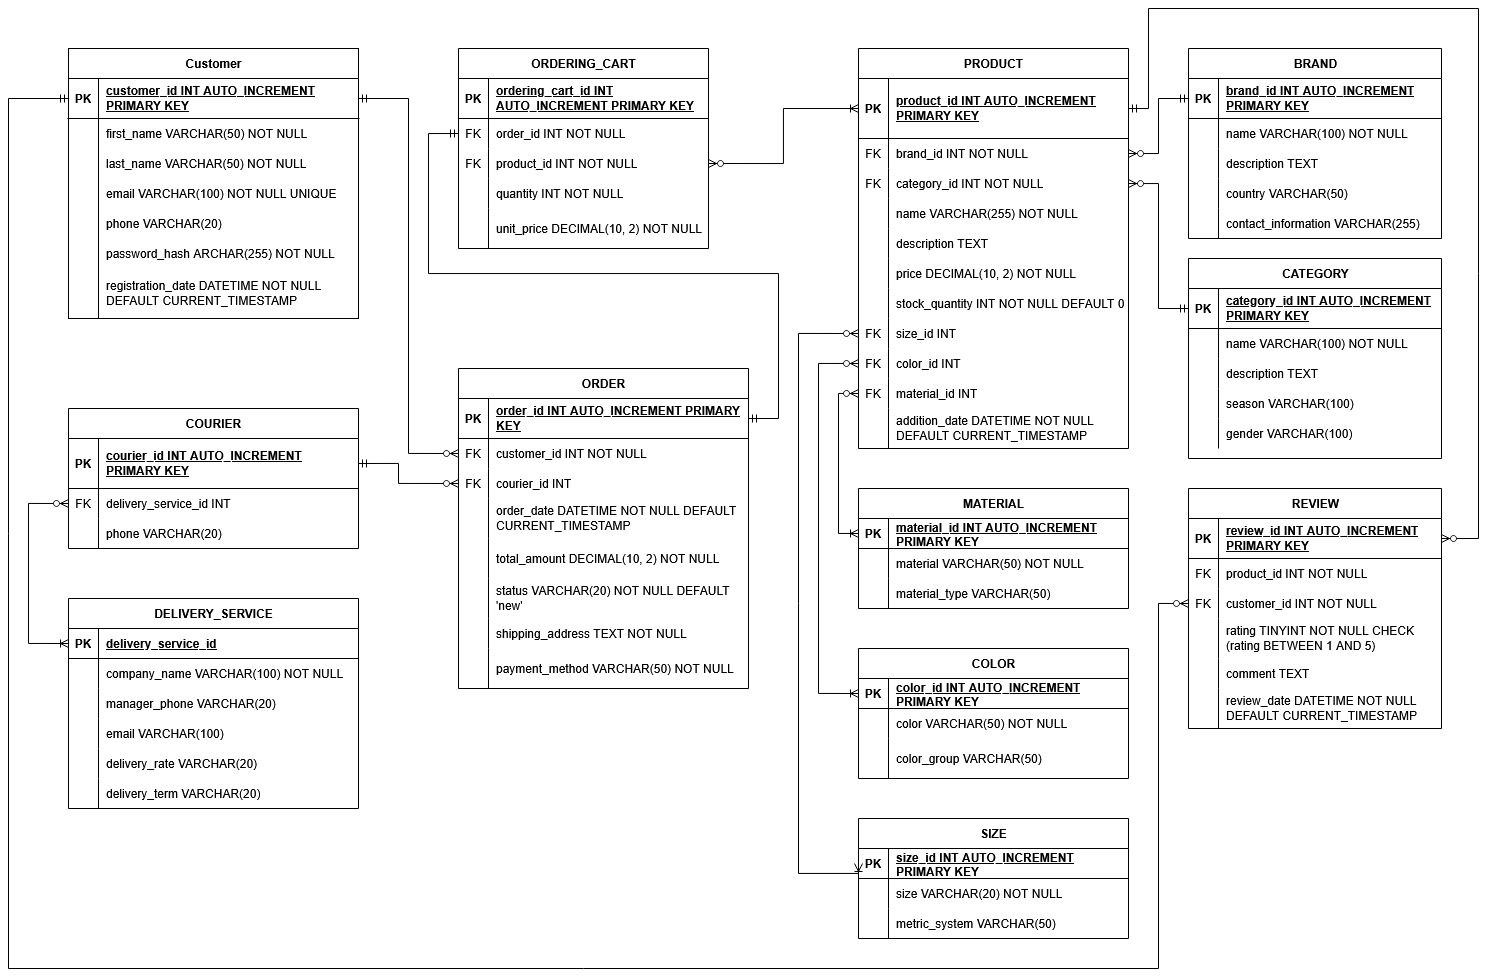 Customer
PK
customer_id INT AUTO_INCREMENT
PRIMARY KEY
first_name VARCHAR(50) NOT NULL
last_name VARCHAR(50) NOT NULL
email VARCHAR(100) NOT NULL UNIQUE
phone VARCHAR(20)
password_hash ARCHAR(255) NOT NULL
registration_date DATETIME NOT NULL
DEFAULT CURRENT_TIMESTAMP
COURIER
PK
courier_id INT AUTO_INCREMENT
PRIMARY KEY
FK
delivery_service_id INT
phone VARCHAR(20)
DELIVERY_SERVICE
PK
delivery_service_id
company_name VARCHAR(100) NOT NULL
manager_phone VARCHAR(20)
email VARCHAR(100)
delivery_rate VARCHAR(20)
delivery_term VARCHAR(20)
ORDERING_CART
PK
ordering_cart_id INT
AUTO_INCREMENT PRIMARY KEY
FK
order_id INT NOT NULL
FK
product_id INT NOT NULL
quantity INT NOT NULL
unit_price DECIMAL(10, 2) NOT NULL
ORDER
PK
order_id INT AUTO_INCREMENT PRIMARY
KEY
FK
customer_id INT NOT NULL
FK
courier_id INT
order_date DATETIME NOT NULL DEFAULT
CURRENT_TIMESTAMP
total_amount DECIMAL(10, 2) NOT NULL
status VARCHAR(20) NOT NULL DEFAULT
'new'
shipping_address TEXT NOT NULL
payment_method VARCHAR(50) NOT NULL
PRODUCT
PK
product_id INT AUTO_INCREMENT
PRIMARY KEY
FK
brand_id INT NOT NULL
FK
category_id INT NOT NULL
name VARCHAR(255) NOT NULL
description TEXT
price DECIMAL(10, 2) NOT NULL
stock_quantity INT NOT NULL DEFAULT 0
FK
size_id INT
FK
color_id INT
FK
material_id INT
addition_date DATETIME NOT NULL
DEFAULT CURRENT_TIMESTAMP
MATERIAL
PK
material_id INT AUTO_INCREMENT
PRIMARY KEY
material VARCHAR(50) NOT NULL
material_type VARCHAR(50)
COLOR
PK
color_id INT AUTO_INCREMENT
PRIMARY KEY
color VARCHAR(50) NOT NULL
color_group VARCHAR(50)
SIZE
PK
size_id INT AUTO_INCREMENT
PRIMARY KEY
size VARCHAR(20) NOT NULL
metric_system VARCHAR(50)
BRAND
PK
brand_id INT AUTO_INCREMENT
PRIMARY KEY
name VARCHAR(100) NOT NULL
description TEXT
country VARCHAR(50)
contact_information VARCHAR(255)
CATEGORY
PK
category_id INT AUTO_INCREMENT
PRIMARY KEY
name VARCHAR(100) NOT NULL
description TEXT
season VARCHAR(100)
gender VARCHAR(100)
REVIEW
PK
review_id INT AUTO_INCREMENT
PRIMARY KEY
FK
product_id INT NOT NULL
FK
customer_id INT NOT NULL
rating TINYINT NOT NULL CHECK
(rating BETWEEN 1 AND 5)
comment TEXT
review_date DATETIME NOT NULL
DEFAULT CURRENT_TIMESTAMP